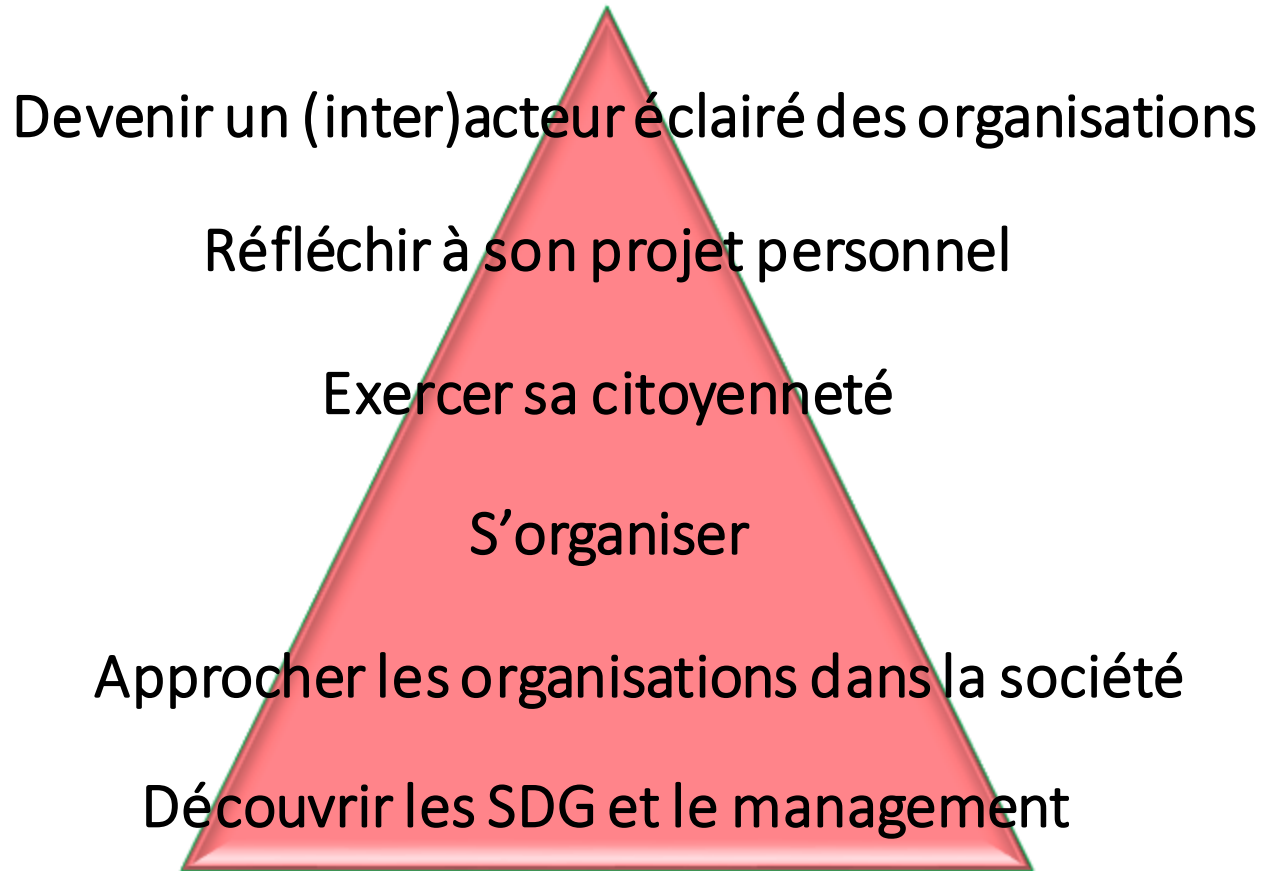 Devenir un (inter)acteur éclairé des organisations
Réfléchir à son projet personnel
Exercer sa citoyenneté
S’organiser
Approcher les organisations dans la société
Découvrir les SDG et le management